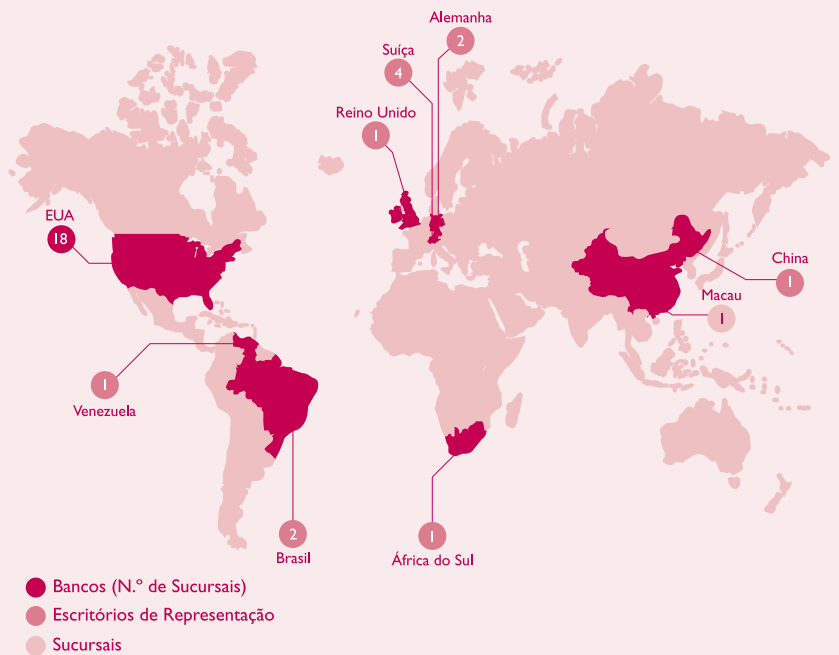 Alemanha
2
Suíça
4
Reino Unido
1
EUA
18
China
1
Macau
1
1
Venezuela
2
Brasil
1
África do Sul
Bancos (N.º de Sucursais)
Escritórios de Representação
Sucursais